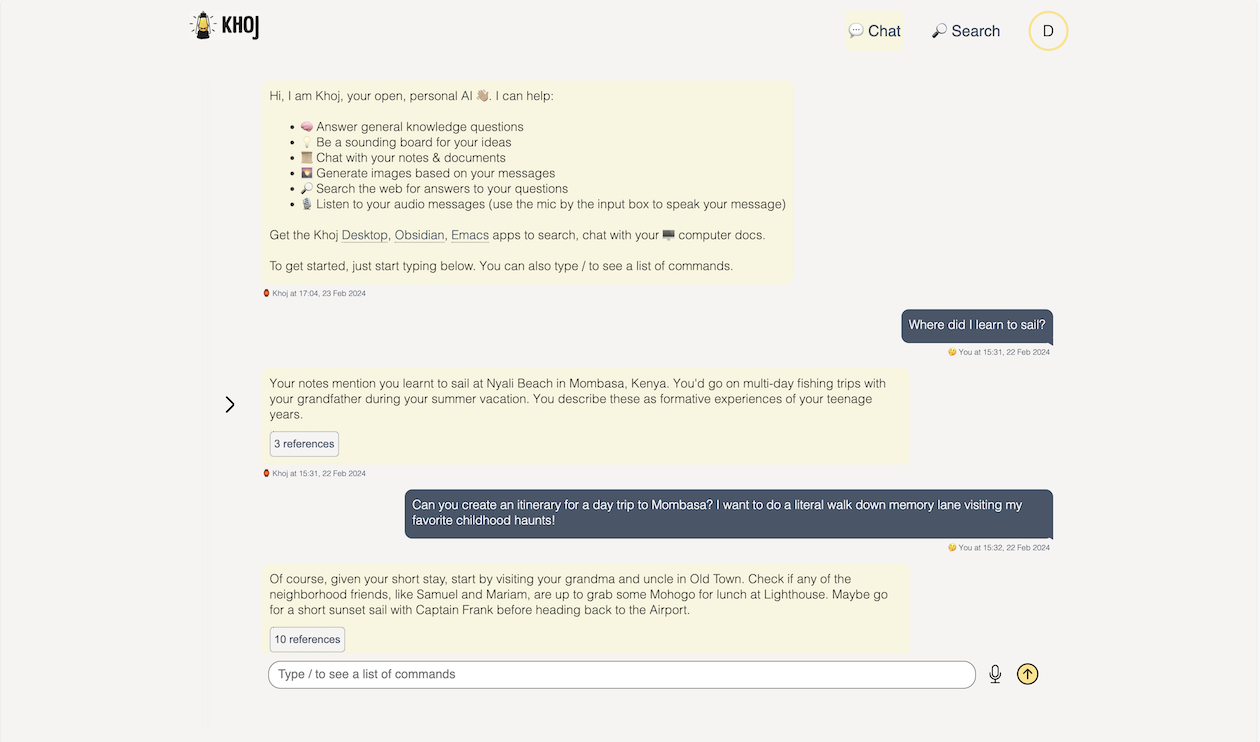 KHOJ
Chat
Search
D
Hi, I am Khoj, your open, personal AI 👋🏽. I can help:
• 🧠 Answer general knowledge questions
• 💡 Be a sounding board for your ideas
• 📜 Chat with your notes & documents
• 🌄 Generate images based on your messages
• 🔎 Search the web for answers to your questions
• 🎙️ Listen to your audio messages (use the mic by the input box to speak your message)
Get the Khoj Desktop, Obsidian, Emacs apps to search, chat with your 🖥️ computer docs.
To get started, just start typing below. You can also type / to see a list of commands.
🏮 Khoj at 17:04, 23 Feb 2024
Where did I learn to sail?
🤔 You at 15:31, 22 Feb 2024
Your notes mention you learnt to sail at Nyali Beach in Mombasa, Kenya. You'd go on multi-day fishing trips with
your grandfather during your summer vacation. You describe these as formative experiences of your teenage
years.
3 references
🏮 Khoj at 15:31, 22 Feb 2024
Can you create an itinerary for a day trip to Mombasa? I want to do a literal walk down memory lane visiting my
favorite childhood haunts!
🤔 You at 15:32, 22 Feb 2024
Of course, given your short stay, start by visiting your grandma and uncle in Old Town. Check if any of the
neighborhood friends, like Samuel and Mariam, are up to grab some Mohogo for lunch at Lighthouse. Maybe go
for a short sunset sail with Captain Frank before heading back to the Airport.
10 references
Type / to see a list of commands